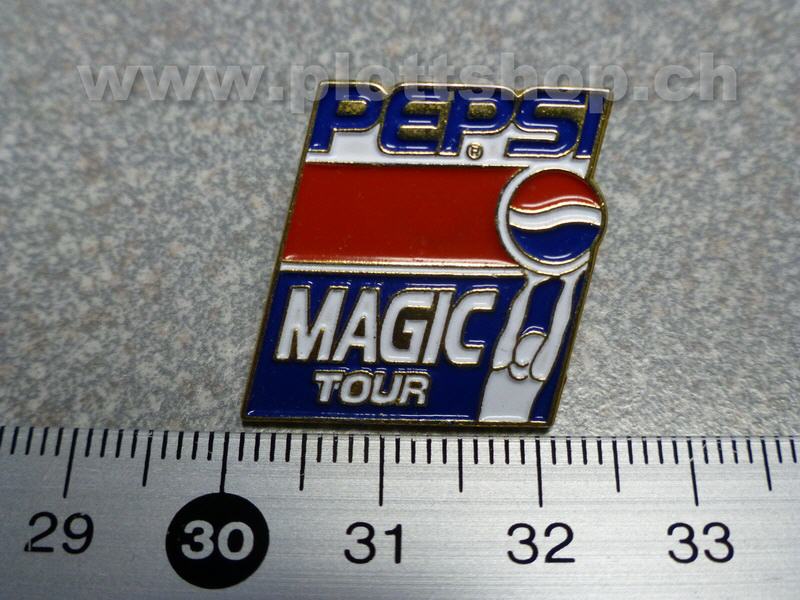 www.plottshop.ch
PEPSI
®
MAGIC
TOUR
29 30 31 32 33